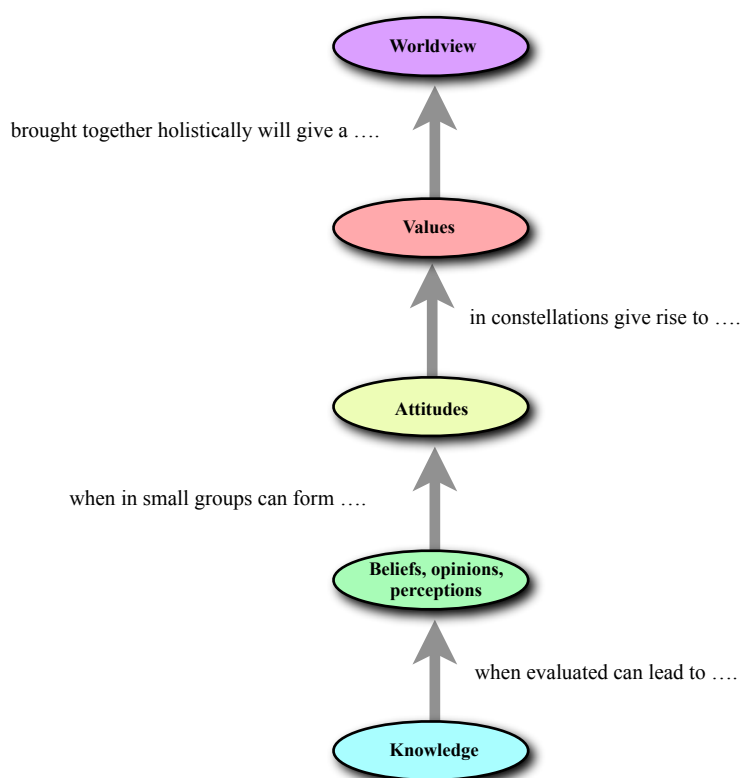 Worldview
brought together holistically will give a ….
Values
in constellations give rise to ….
Attitudes
when in small groups can form ….
Beliefs, opinions,
perceptions
when evaluated can lead to ….
Knowledge